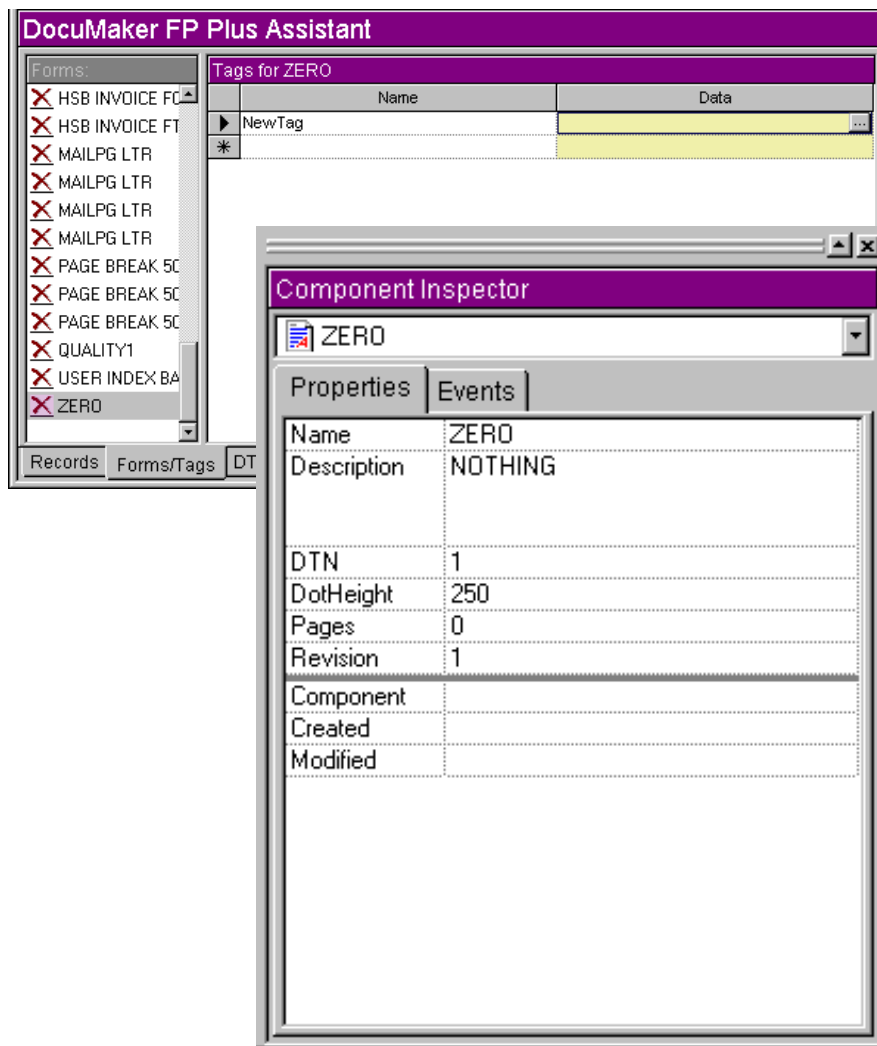 DocuMaker FP Plus Assistant
Forms:
HSB INVOICE FC
HSB INVOICE FT
MAILPG LTR
MAILPG LTR
MAILPG LTR
MAILPG LTR
PAGE BREAK 50
PAGE BREAK 50
PAGE BREAK 50
QUALITY1
USER INDEX BA
ZERO
Tags for ZERO
Name Data
NewTag ...
Records Forms/Tags DT
Component Inspector
ZERO
Properties Events
Name ZERO
Description NOTHING
DTN 1
DotHeight 250
Pages 0
Revision 1
Component
Created
Modified